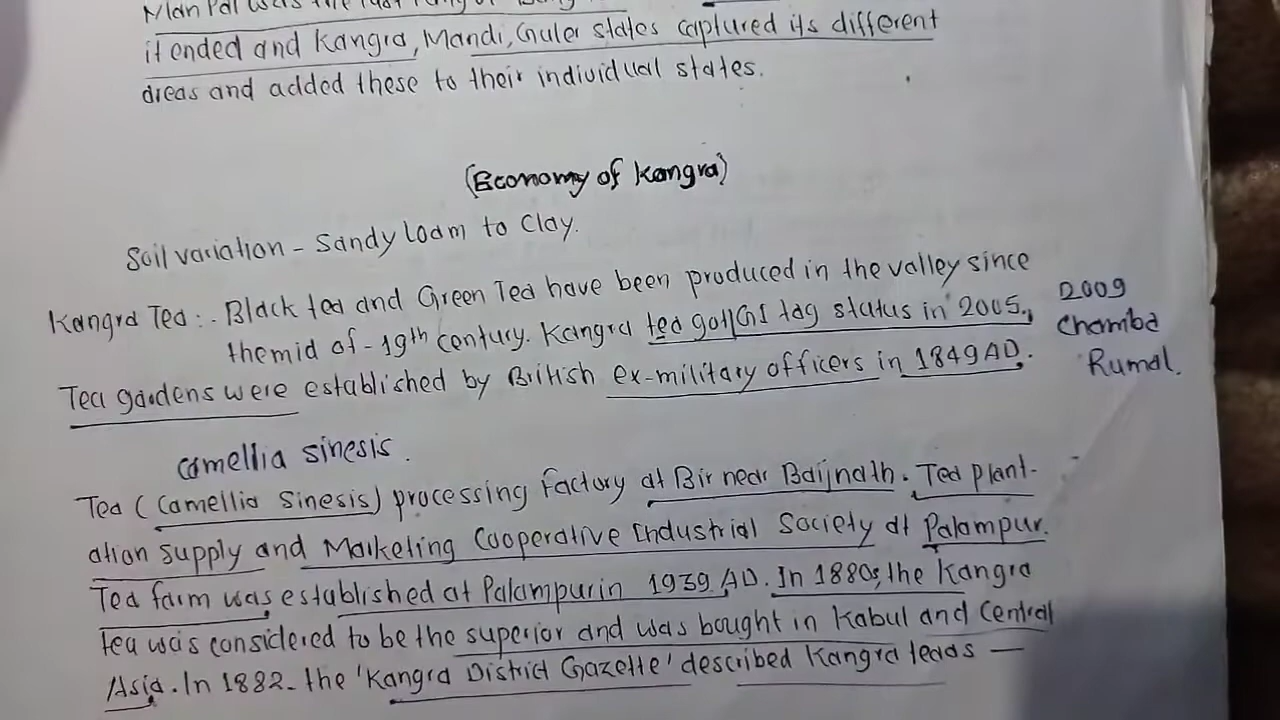 Man Pal was the last
it ended and Kangra, Mandi, Guler states captured its different
areas and added these to their individual states.
(Economy of Kangra)
Soil variation - Sandy Loam to Clay.
Kangra Tea:- Black tea and Green Tea have been produced in the valley since
themid of -19th century. Kangra tea got GI tag status in 2005.
2009
Chamba
Rumal.
Tea gardens were established by British ex-military officers in 1849 AD.
Camellia sinesis.
Tea (Camellia Sinesis) processing factory at Bir near Baijnath. Tea plant-
ation supply and Marketing Cooperative Industrial Society at Palampur.
Tea farm was established at Palampur in 1939 AD. In 1880s, the Kangra
tea was considered to be the superior and was bought in Kabul and Central
Asia. In 1882- the 'Kangra District Gazette' described Kangra teas —